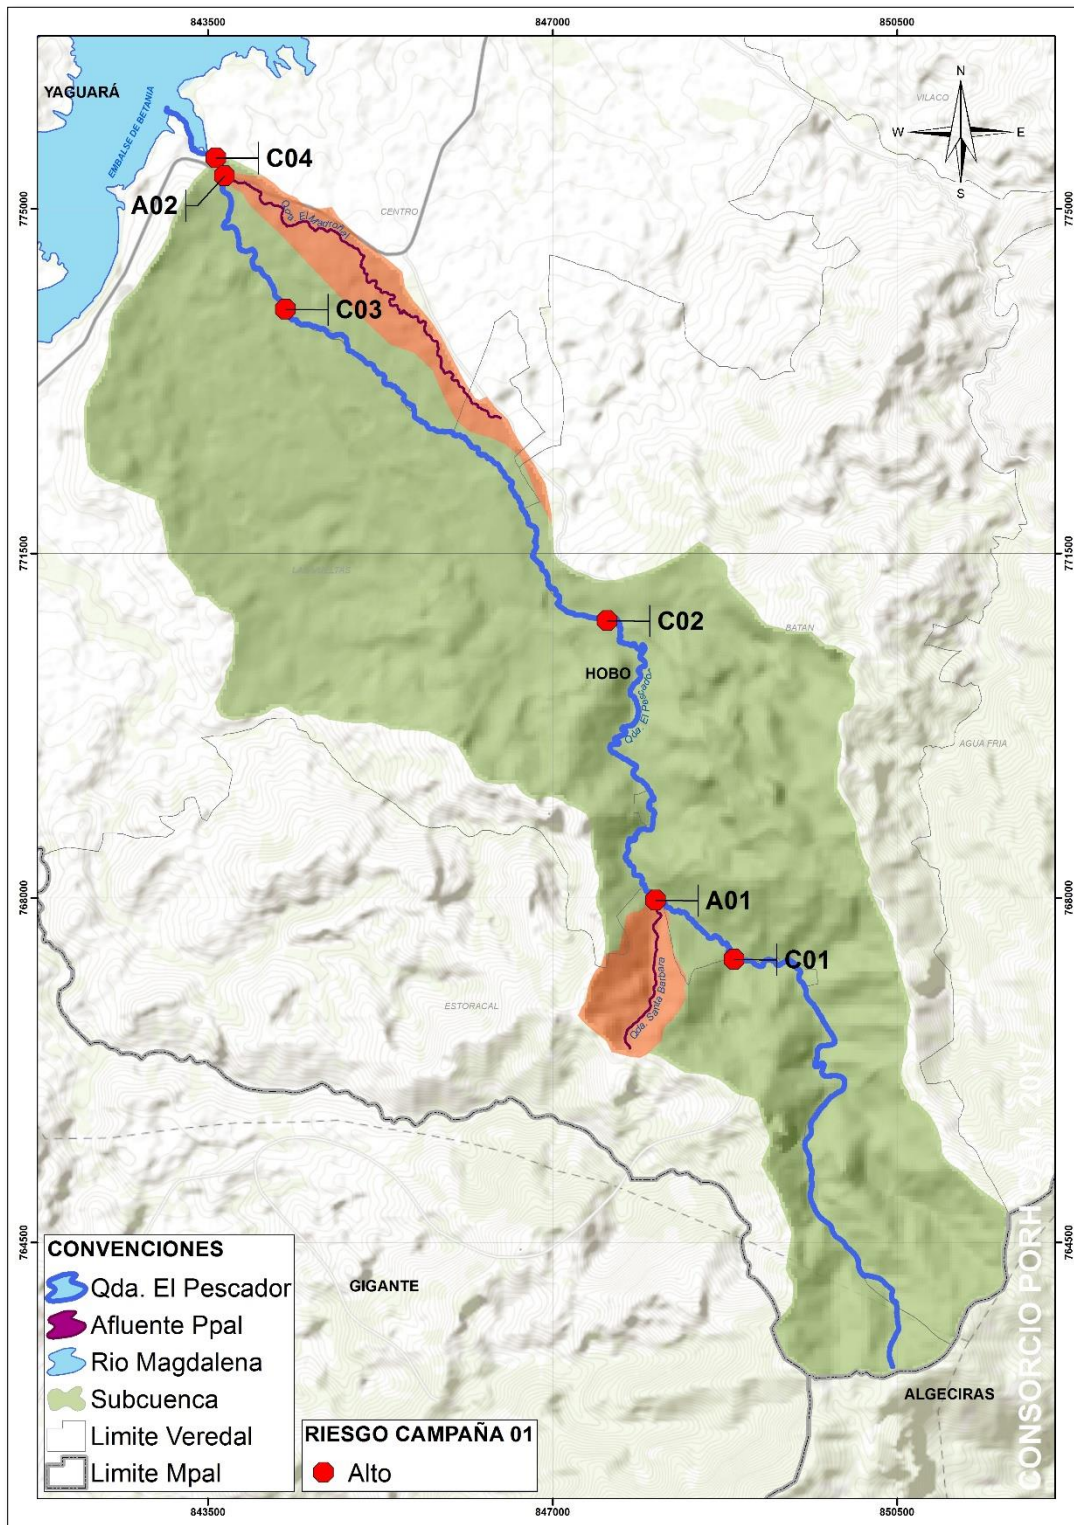 843500
847000
850500
YAGUARÁ
EMBALSE DE BETANIA
VILACO
N
W
E
S
C04
A02
CENTRO
Qda. El Madroñal
775000
775000
C03
771500
771500
LAS VUELTAS
C02
BATAN
HOBO
Qda. El Pescador
AGUA FRIA
768000
768000
A01
C01
Qda. Santa Barbara
ESTORACAL
764500
764500
GIGANTE
ALGECIRAS
CONVENCIONES
Qda. El Pescador
Afluente Ppal
Rio Magdalena
Subcuenca
Limite Veredal
Limite Mpal
RIESGO CAMPAÑA 01
Alto
843500
847000
850500